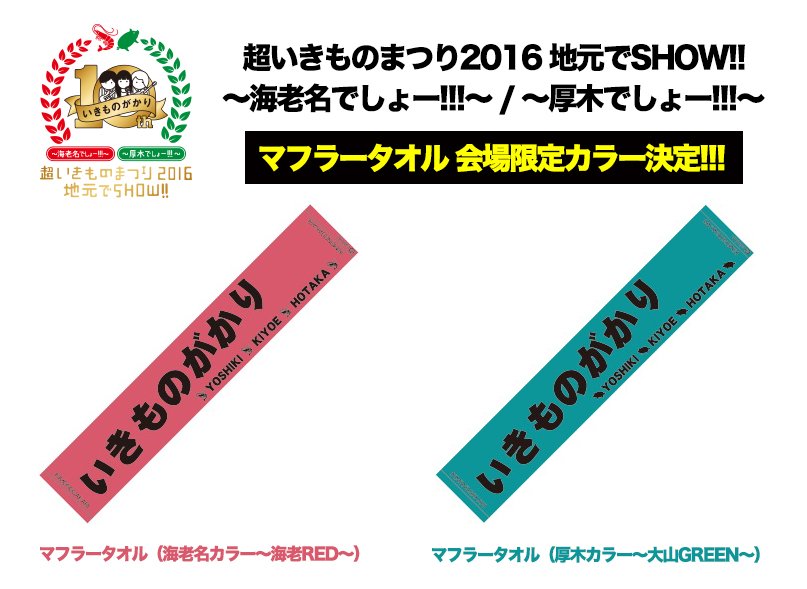 超いきものまつり2016 地元でSHOW!!
〜海老名でしょー!!!〜 / 〜厚木でしょー!!!〜
マフラータオル 会場限定カラー決定!!!
10th
いきものがかり
〜海老名でしょー!!!〜
〜厚木でしょー!!!〜
超いきものまつり2016
地元でSHOW!!
いきものがかり
YOSHIKI KIYOE HOTAKA
いきものがかり
YOSHIKI KIYOE HOTAKA
マフラータオル（海老名カラー〜海老RED〜）
マフラータオル（厚木カラー〜大山GREEN〜）